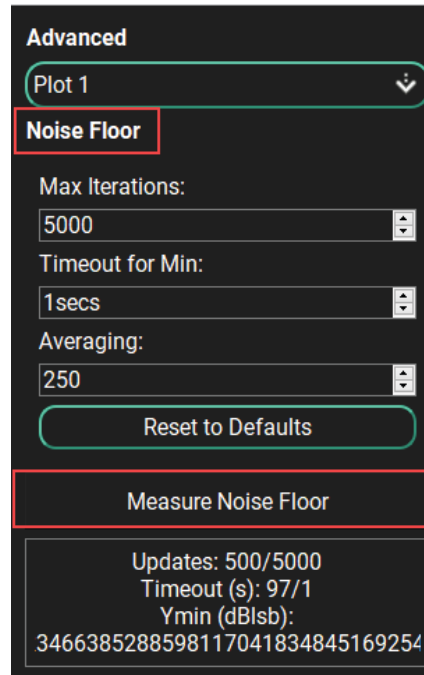 Advanced
Plot 1
Noise Floor
Max Iterations:
5000
Timeout for Min:
1secs
Averaging:
250
Reset to Defaults
Measure Noise Floor
Updates: 500/5000
Timeout (s): 97/1
Ymin (dBlsb):
.3466385288598117041834845169254